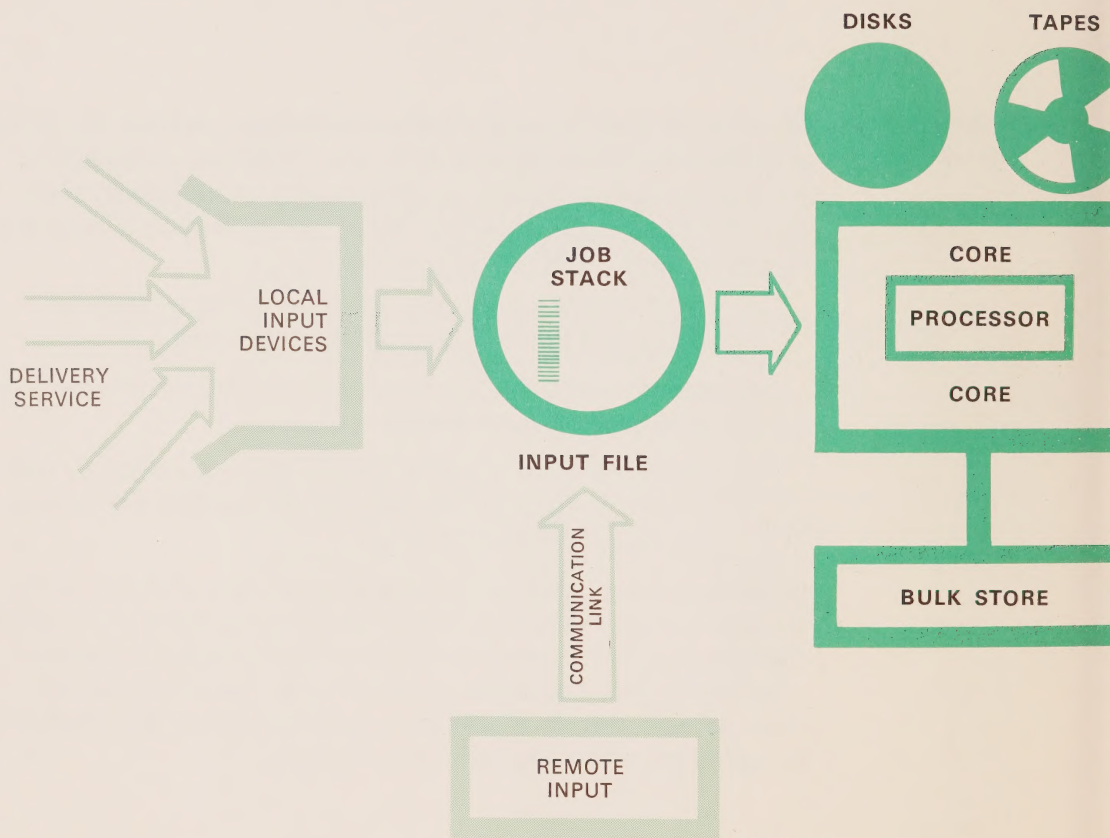 DISKS
TAPES
DELIVERY
SERVICE
LOCAL
INPUT
DEVICES
JOB
STACK
INPUT FILE
CORE
PROCESSOR
CORE
BULK STORE
COMMUNICATION
LINK
REMOTE
INPUT